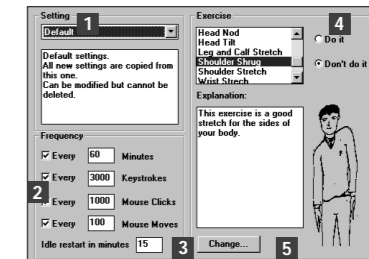 Setting
1
Default
Default settings.
All new settings are copied from
this one.
Can be modified but cannot be
deleted.
Frequency
Every 60 Minutes
Every 3000 Keystrokes
2
Every 1000 Mouse Clicks
Every 100 Mouse Moves
Idle restart in minutes 15
Exercise
4
Head Nod
Head Tilt
Leg and Calf Stretch
Shoulder Shrug
Shoulder Stretch
Wrist Strech
Do it
Don't do it
Explanation:
This exercise is a good
stretch for the sides of
your body.
3
Change...
5